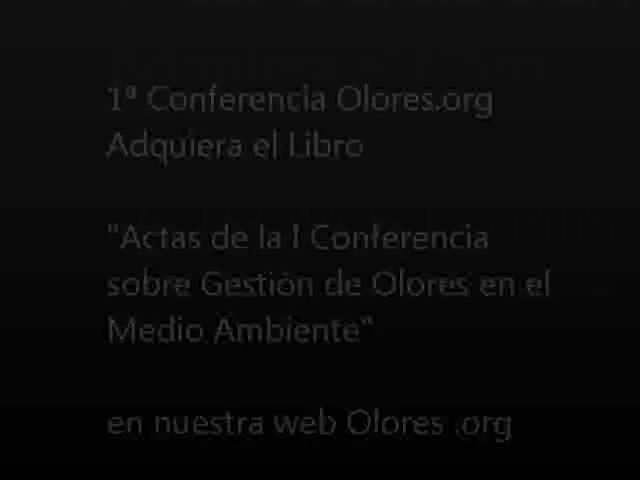 1ª Conferencia Olores.org
Adquiera el Libro
"Actas de la I Conferencia
sobre Gestión de Olores en el
Medio Ambiente"
en nuestra web Olores .org